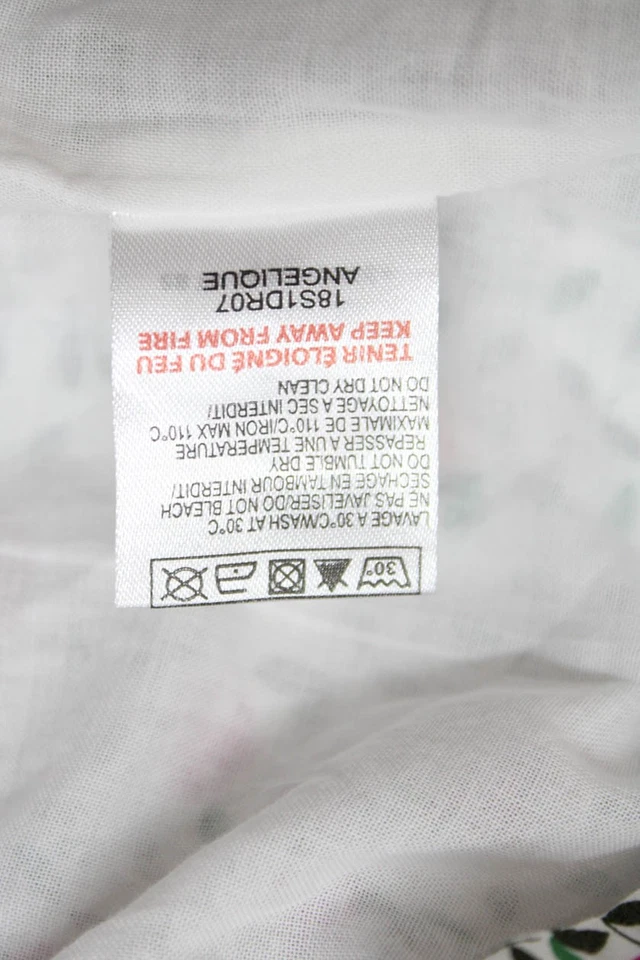 30°
LAVAGE A 30°C/WASH AT 30°C
NE PAS JAVELISER/DO NOT BLEACH
SECHAGE EN TAMBOUR INTERDIT/
DO NOT TUMBLE DRY
REPASSER A UNE TEMPERATURE
MAXIMALE DE 110°C/IRON MAX 110°C
NETTOYAGE A SEC INTERDIT/
DO NOT DRY CLEAN
TENIR ÉLOIGNÉ DU FEU
KEEP AWAY FROM FIRE
18S1DR07
ANGELIQUE